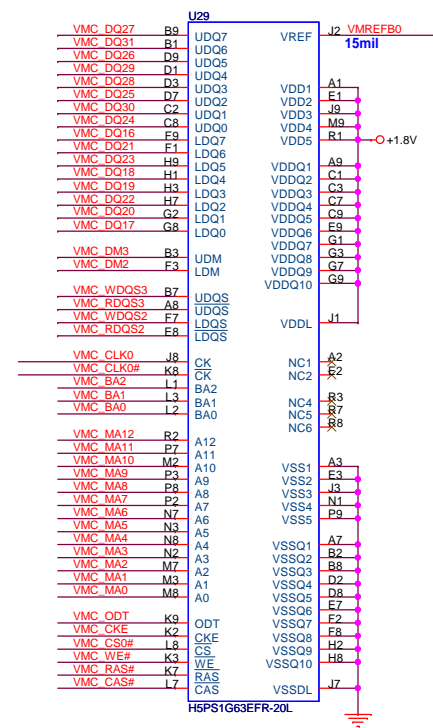 U29
VMC_DQ27 B9 UDQ7 VREF J2 VMREFB0
VMC_DQ31 B1 UDQ6 15mil
VMC_DQ26 D9 UDQ5
VMC_DQ29 D1 UDQ4
VMC_DQ28 D3 UDQ3 VDD1 A1
VMC_DQ25 D7 UDQ2 VDD2 E1
VMC_DQ30 C2 UDQ1 VDD3 J9
VMC_DQ24 C8 UDQ0 VDD4 M9
VMC_DQ16 F9 LDQ7 VDD5 R1 +1.8V
VMC_DQ21 F1 LDQ6
VMC_DQ23 H9 LDQ5 VDDQ1 A9
VMC_DQ18 H1 LDQ4 VDDQ2 C1
VMC_DQ19 H3 LDQ3 VDDQ3 C3
VMC_DQ22 H7 LDQ2 VDDQ4 C7
VMC_DQ20 G2 LDQ1 VDDQ5 C9
VMC_DQ17 G8 LDQ0 VDDQ6 E9
VDDQ7 G1
VMC_DM3 B3 UDM VDDQ8 G3
VMC_DM2 F3 LDM VDDQ9 G7
VDDQ10 G9
VMC_WDQS3 B7 UDQS
VMC_RDQS3 A8 UDQS
VMC_WDQS2 F7 LDQS VDDL J1
VMC_RDQS2 E8 LDQS
VMC_CLK0 J8 CK NC1 A2
VMC_CLK0# K8 CK NC2 E2
VMC_BA2 L1 BA2
VMC_BA1 L3 BA1 NC4 R3
VMC_BA0 L2 BA0 NC5 R7
NC6 R8
VMC_MA12 R2 A12
VMC_MA11 P7 A11
VMC_MA10 M2 A10 VSS1 A3
VMC_MA9 P3 A9 VSS2 E3
VMC_MA8 P8 A8 VSS3 J3
VMC_MA7 P2 A7 VSS4 N1
VMC_MA6 N7 A6 VSS5 P9
VMC_MA5 N3 A5
VMC_MA4 N8 A4 VSSQ1 A7
VMC_MA3 N2 A3 VSSQ2 B2
VMC_MA2 M7 A2 VSSQ3 B8
VMC_MA1 M3 A1 VSSQ4 D2
VMC_MA0 M8 A0 VSSQ5 D8
VSSQ6 E7
VMC_ODT K9 ODT VSSQ7 F2
VMC_CKE K2 CKE VSSQ8 F8
VMC_CS0# L8 CS VSSQ9 H2
VMC_WE# K3 WE VSSQ10 H8
VMC_RAS# K7 RAS
VMC_CAS# L7 CAS VSSDL J7
H5PS1G63EFR-20L